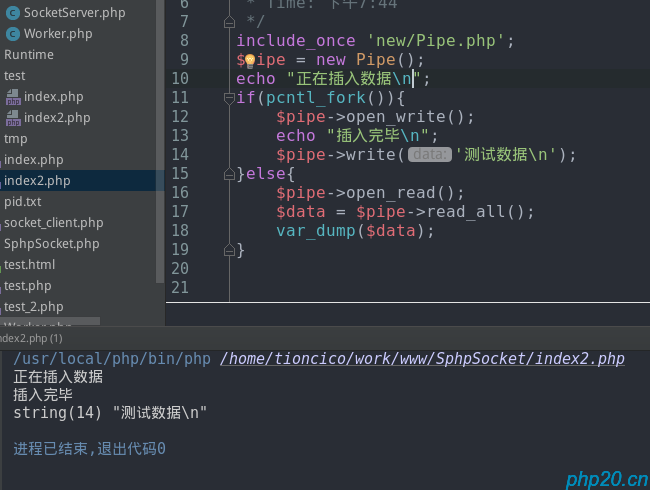 SocketServer.php
Worker.php
Runtime
test
index.php
index2.php
tmp
index.php
index2.php
pid.txt
socket_client.php
SphpSocket.php
test.html
test.php
test_2.php
Worker.php
6 * Time: 下午7:44
7 */
8 include_once 'new/Pipe.php';
9 $pipe = new Pipe();
10 echo "正在插入数据\n";
11 if(pcntl_fork()){
12 $pipe->open_write();
13 echo "插入完毕\n";
14 $pipe->write( data: '测试数据\n');
15 }else{
16 $pipe->open_read();
17 $data = $pipe->read_all();
18 var_dump($data);
19 }
20
21
ndex2.php (1)
/usr/local/php/bin/php /home/tioncico/work/www/SphpSocket/index2.php
正在插入数据
插入完毕
string(14) "测试数据\n"
进程已结束,退出代码0
php20.cn